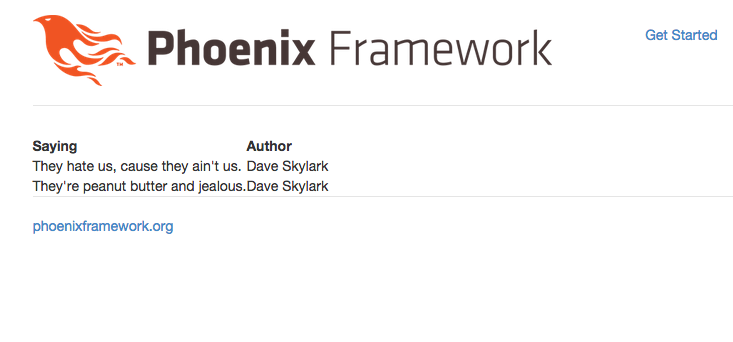 Phoenix Framework
Get Started
Saying Author
They hate us, cause they ain't us. Dave Skylark
They're peanut butter and jealous. Dave Skylark
phoenixframework.org